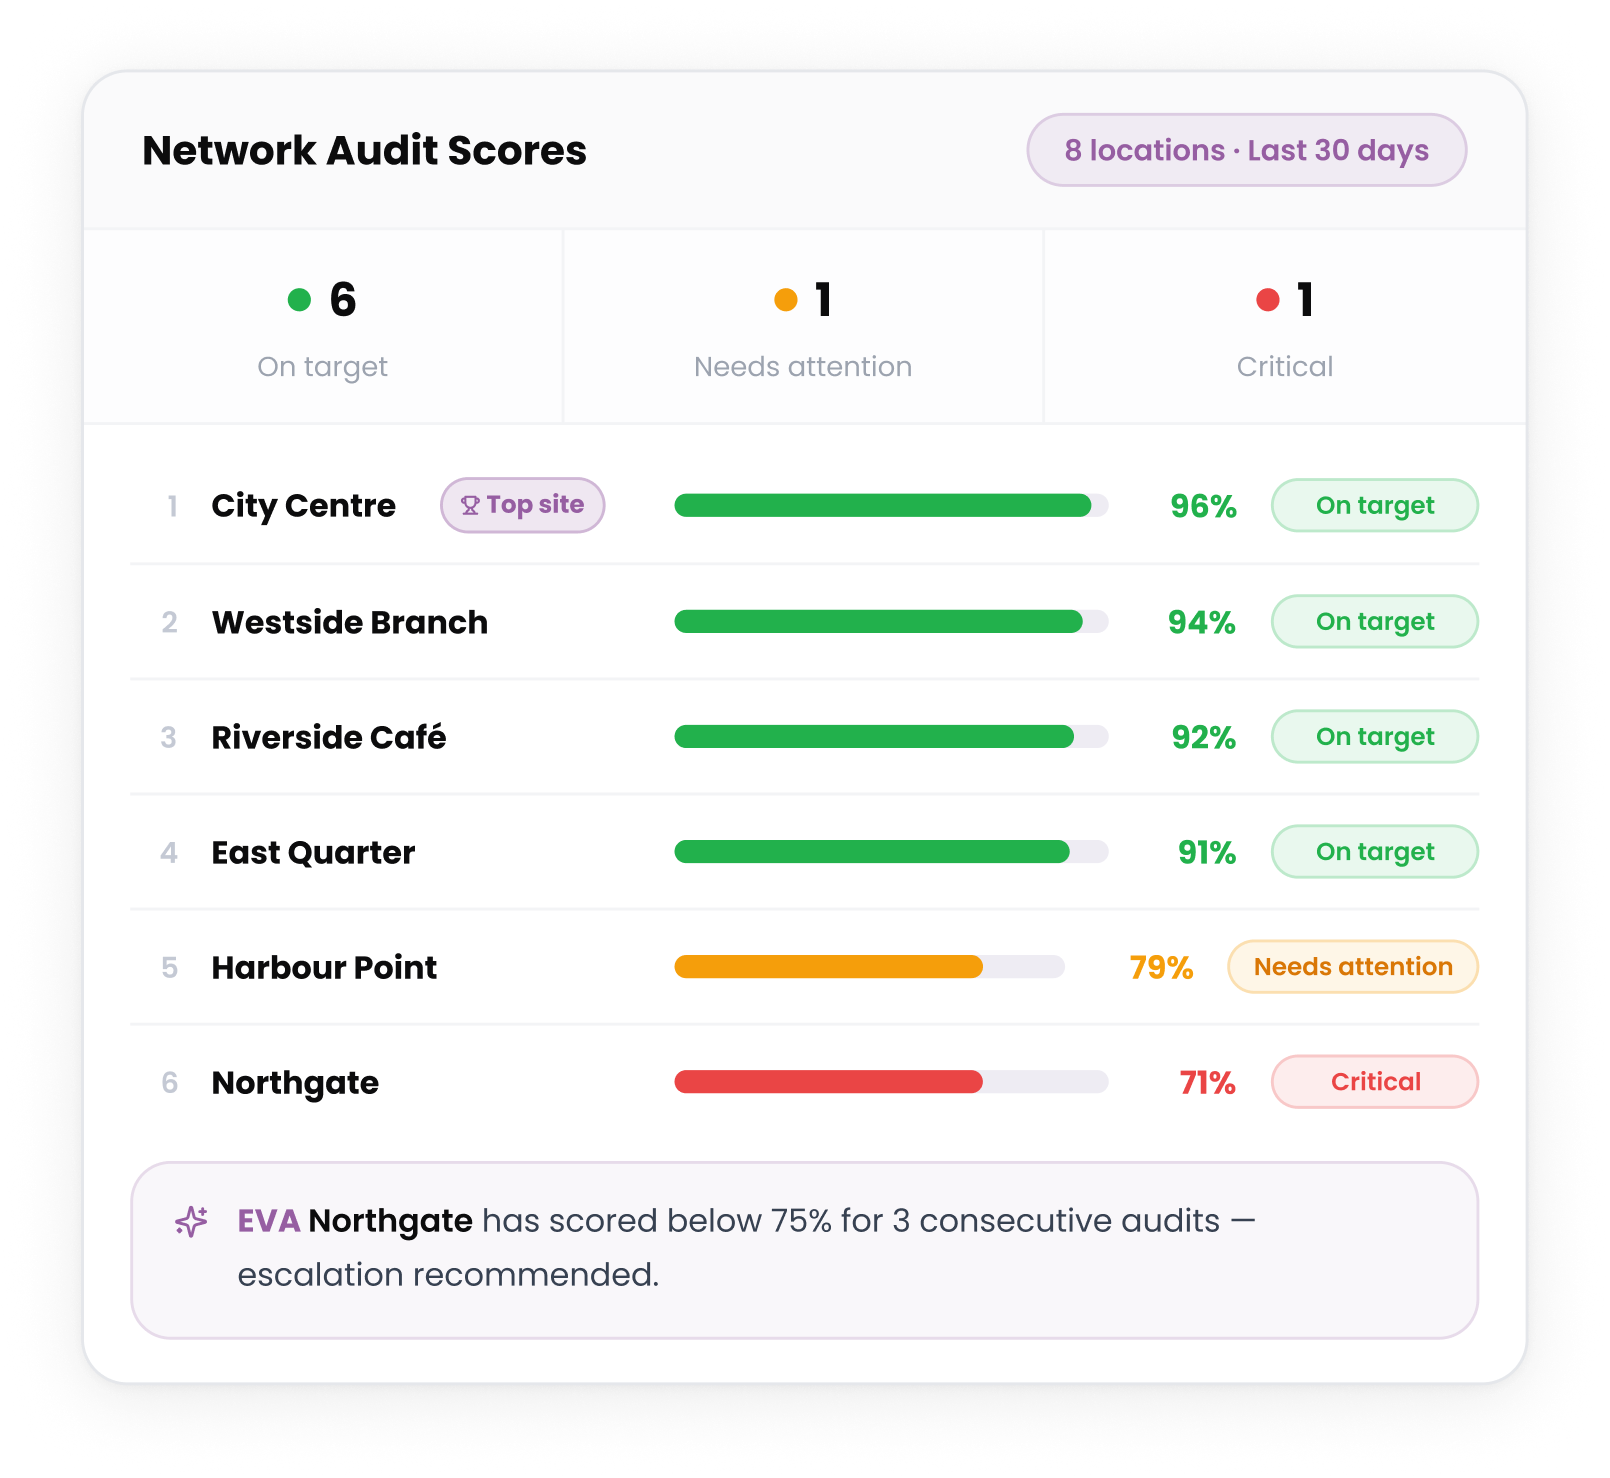 Network Audit Scores
8 locations · Last 30 days
6
On target
1
Needs attention
1
Critical
1 City Centre Top site 96% On target
2 Westside Branch 94% On target
3 Riverside Café 92% On target
4 East Quarter 91% On target
5 Harbour Point 79% Needs attention
6 Northgate 71% Critical
EVA Northgate has scored below 75% for 3 consecutive audits —
escalation recommended.